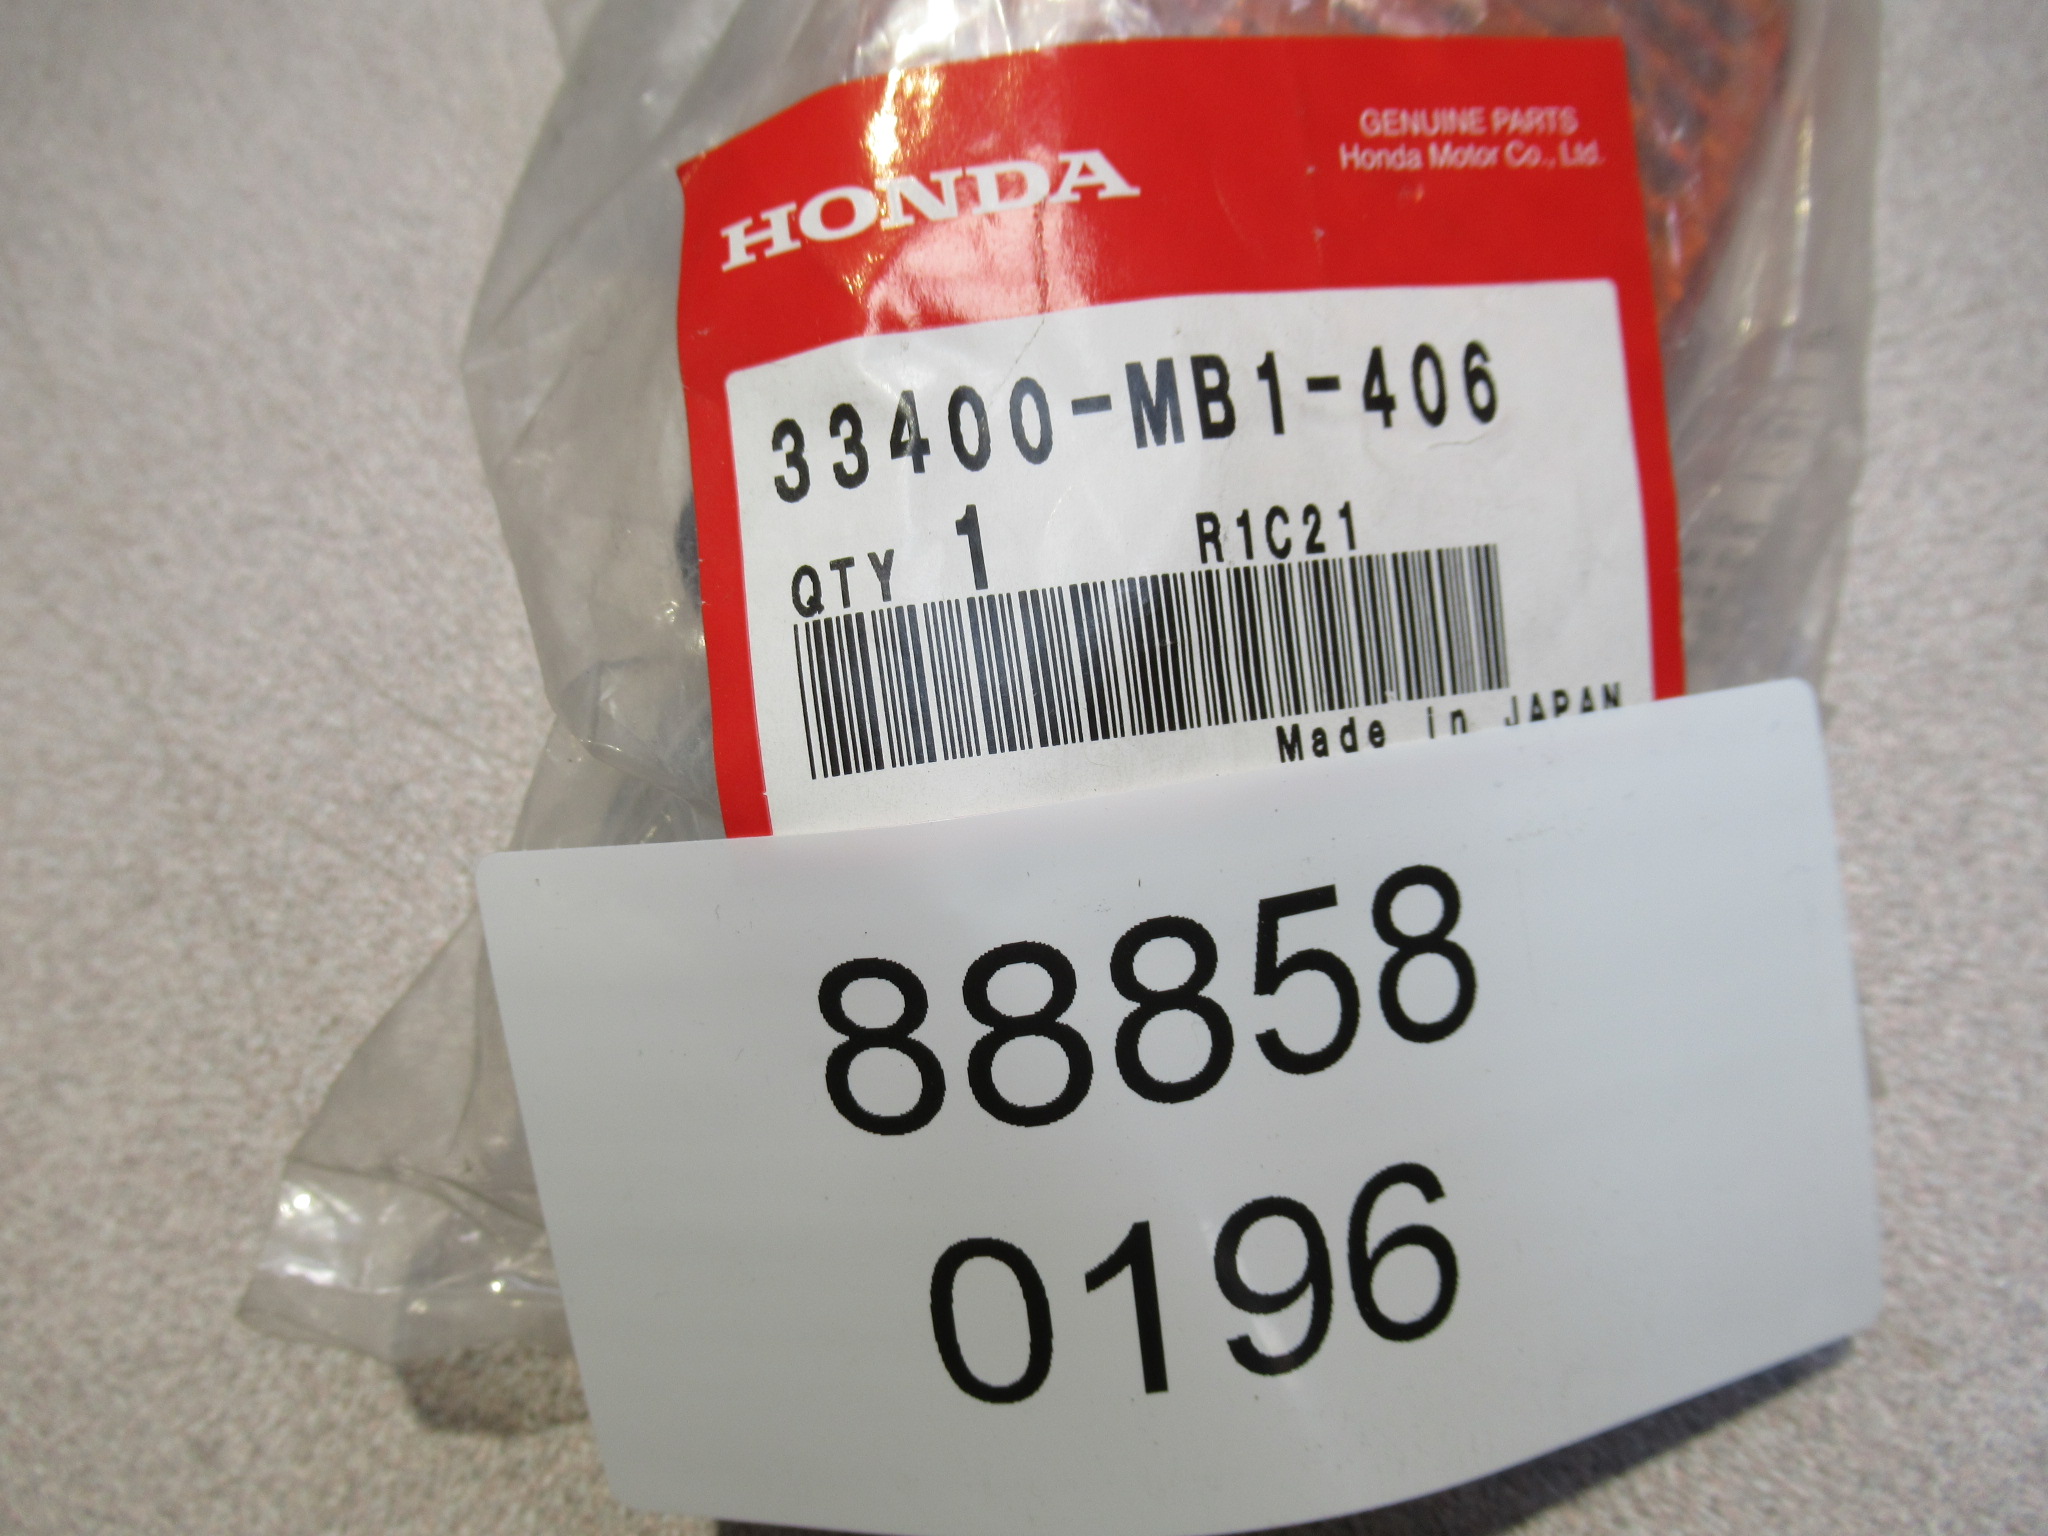 HONDA
GENUINE PARTS
Honda Motor Co., Ltd.
33400-MB1-406
QTY 1 R1C21
Made in JAPAN
88858
0196